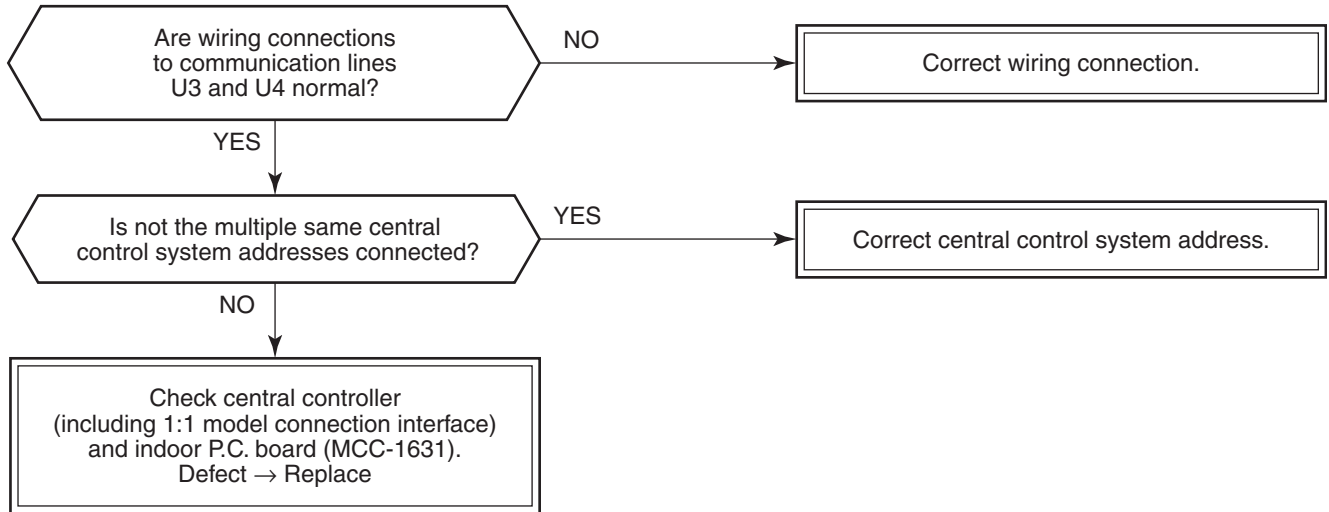 Are wiring connections
to communication lines
U3 and U4 normal?
NO
Correct wiring connection.
YES
Is not the multiple same central
control system addresses connected?
YES
Correct central control system address.
NO
Check central controller
(including 1:1 model connection interface)
and indoor P.C. board (MCC-1631).
Defect → Replace